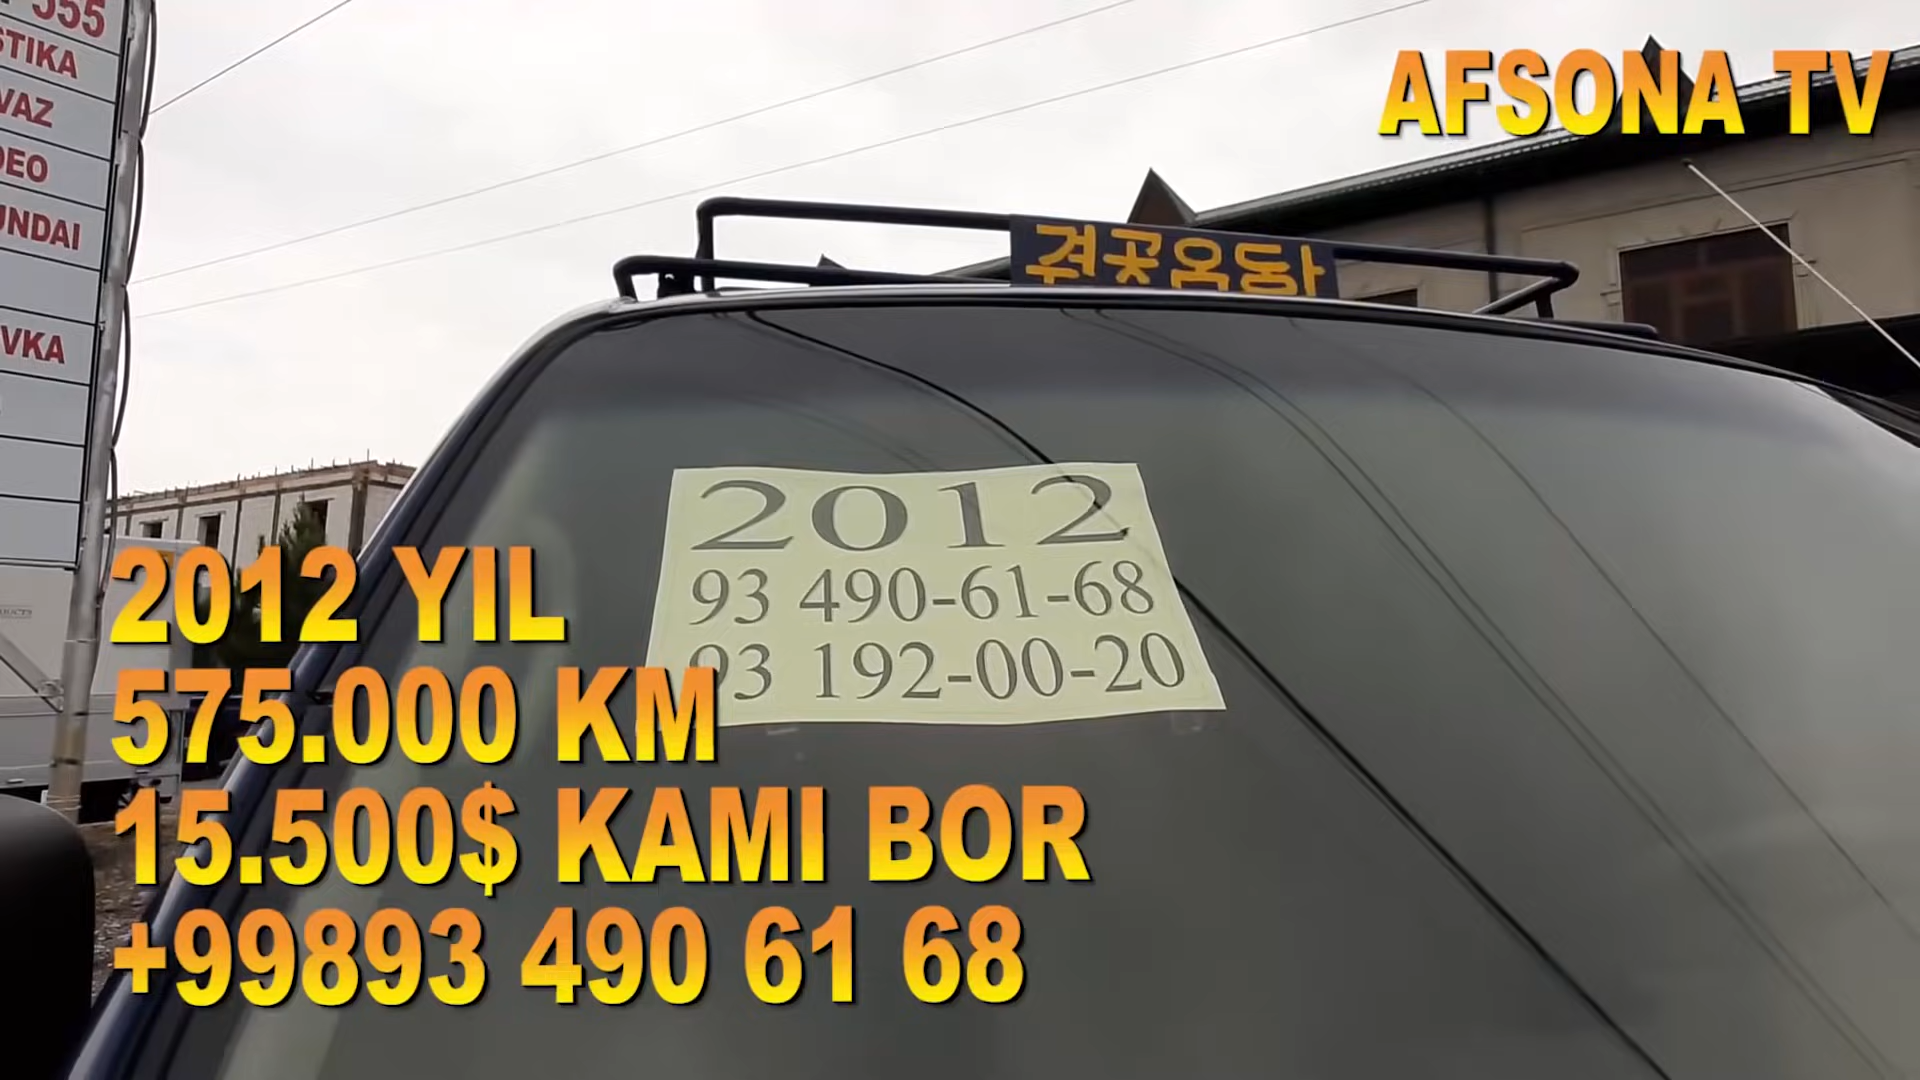 555
STIKA
VAZ
DEO
UNDAI
VKA
AFSONA TV
2012
93 490-61-68
93 192-00-20
2012 YIL
575.000 KM
15.500$ KAMI BOR
+99893 490 61 68